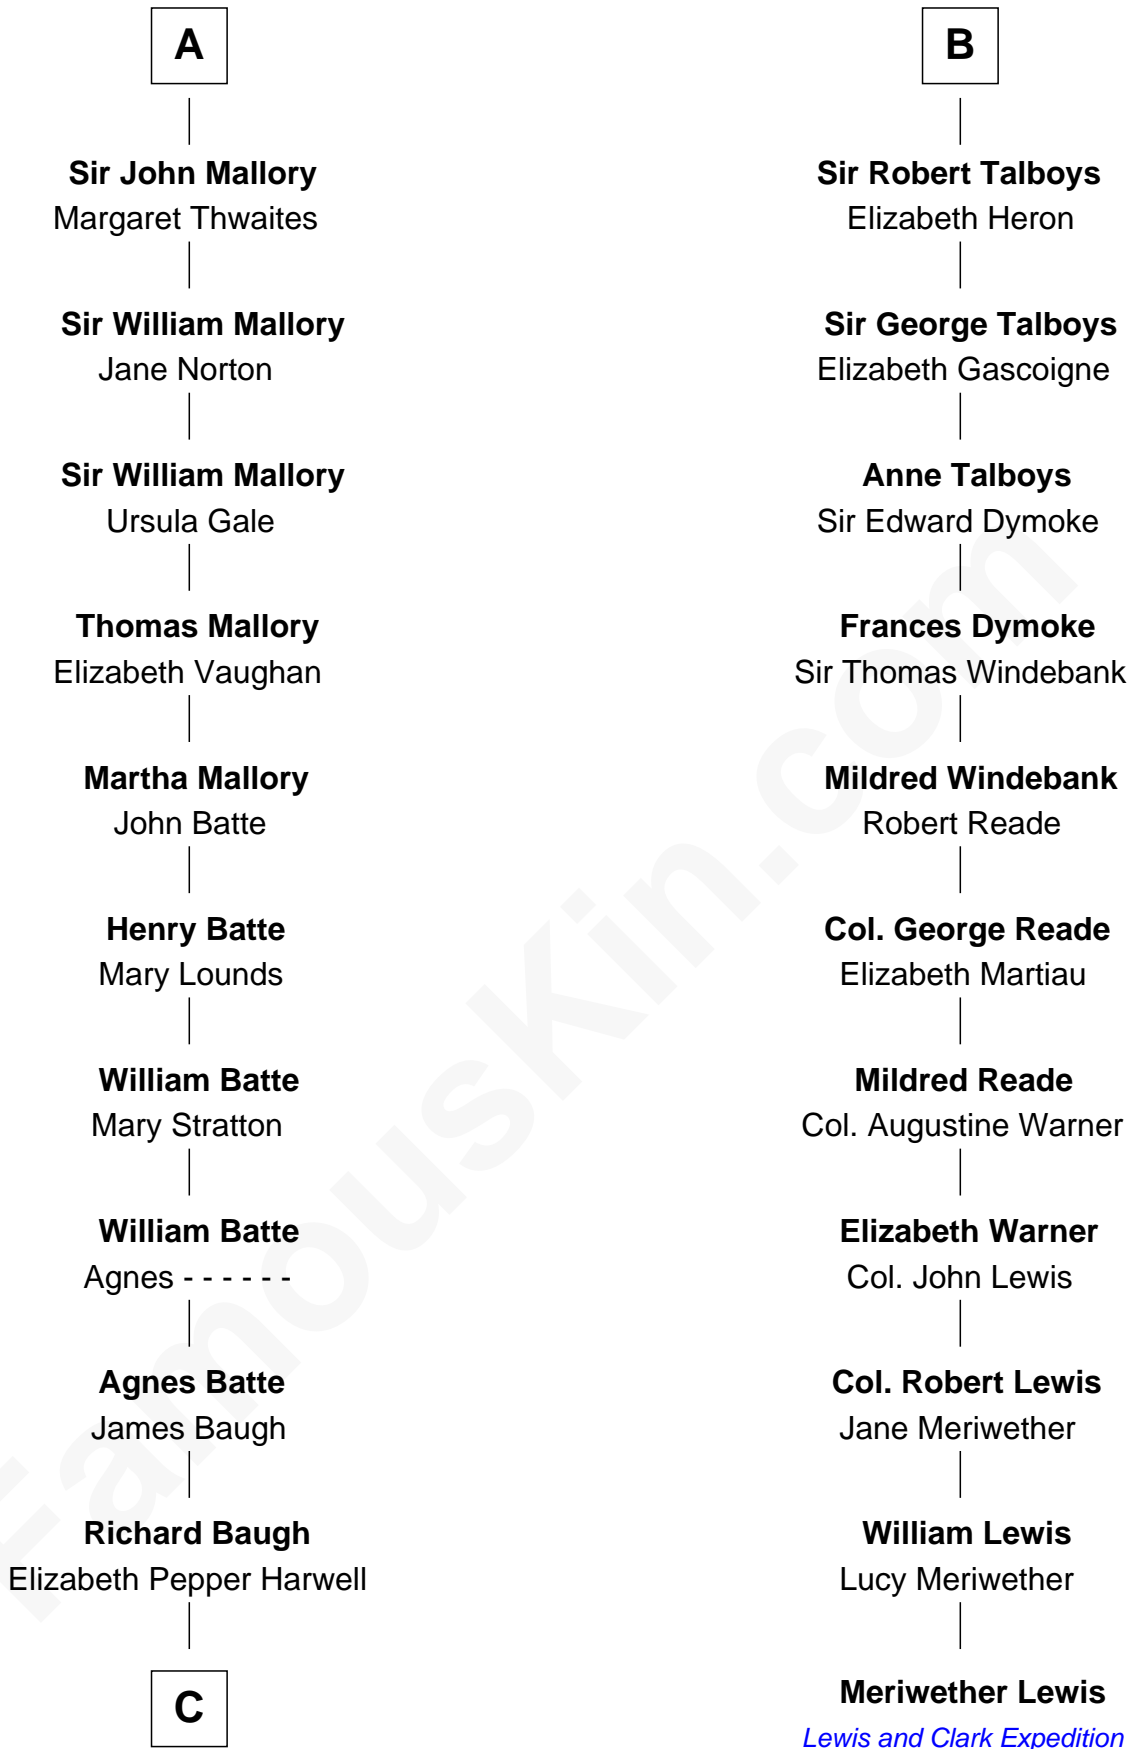 A
Sir John Mallory
Margaret Thwaites
Sir William Mallory
Jane Norton
Sir William Mallory
Ursula Gale
Thomas Mallory
Elizabeth Vaughan
Martha Mallory
John Batte
Henry Batte
Mary Lounds
William Batte
Mary Stratton
William Batte
Agnes - - - - - -
Agnes Batte
James Baugh
Richard Baugh
Elizabeth Pepper Harwell
C
B
Sir Robert Talboys
Elizabeth Heron
Sir George Talboys
Elizabeth Gascoigne
Anne Talboys
Sir Edward Dymoke
Frances Dymoke
Sir Thomas Windebank
Mildred Windebank
Robert Reade
Col. George Reade
Elizabeth Martiau
Mildred Reade
Col. Augustine Warner
Elizabeth Warner
Col. John Lewis
Col. Robert Lewis
Jane Meriwether
William Lewis
Lucy Meriwether
Meriwether Lewis
Lewis and Clark Expedition
FamousKin.com